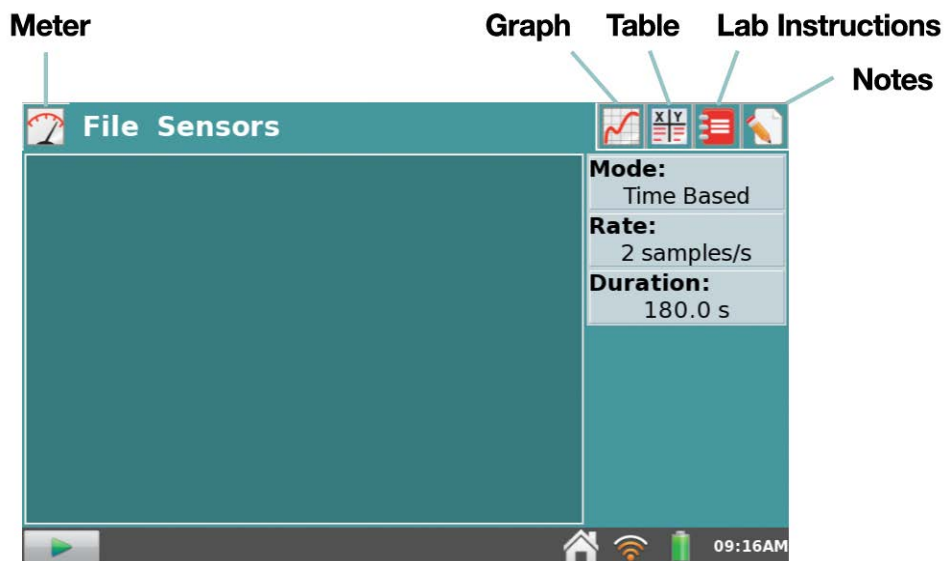 Meter
Graph Table Lab Instructions
Notes
File Sensors
X Y
Mode:
Time Based
Rate:
2 samples/s
Duration:
180.0 s
09:16AM